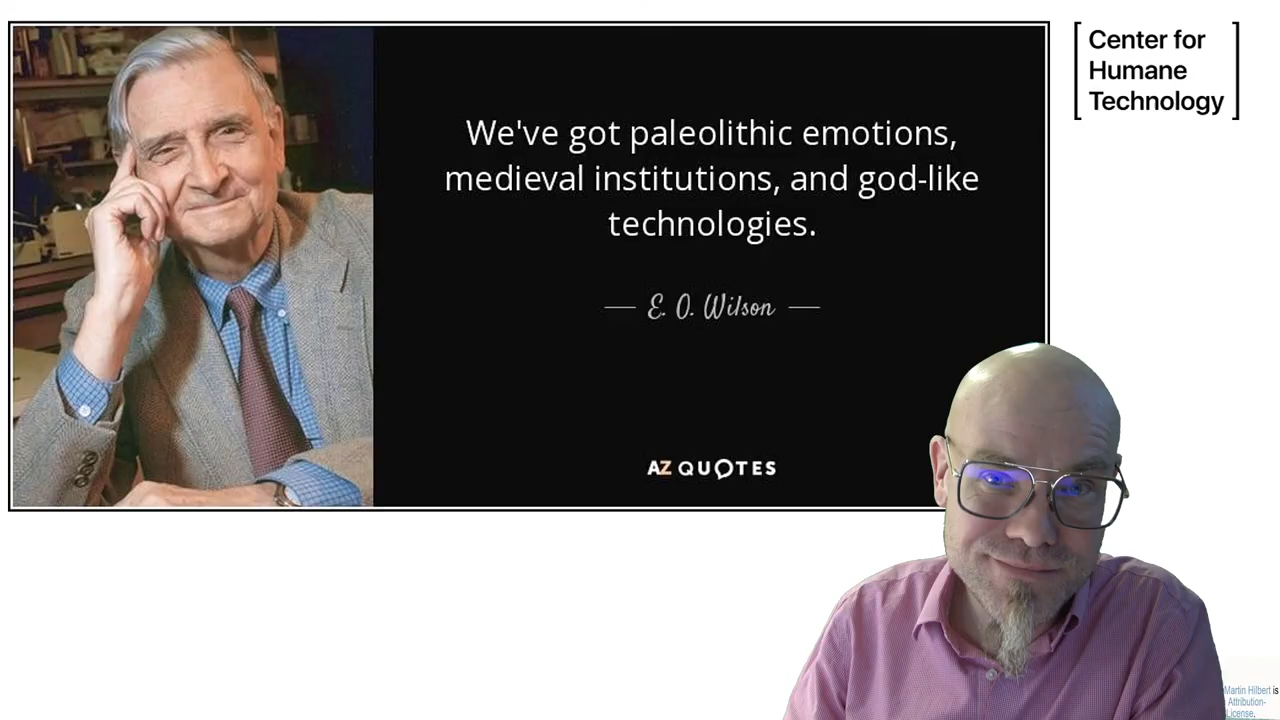 We've got paleolithic emotions,
medieval institutions, and god-like
technologies.
— E. O. Wilson —
AZ QUOTES
Center for
Humane
Technology
Martin Hilbert is
Attribution-
License,